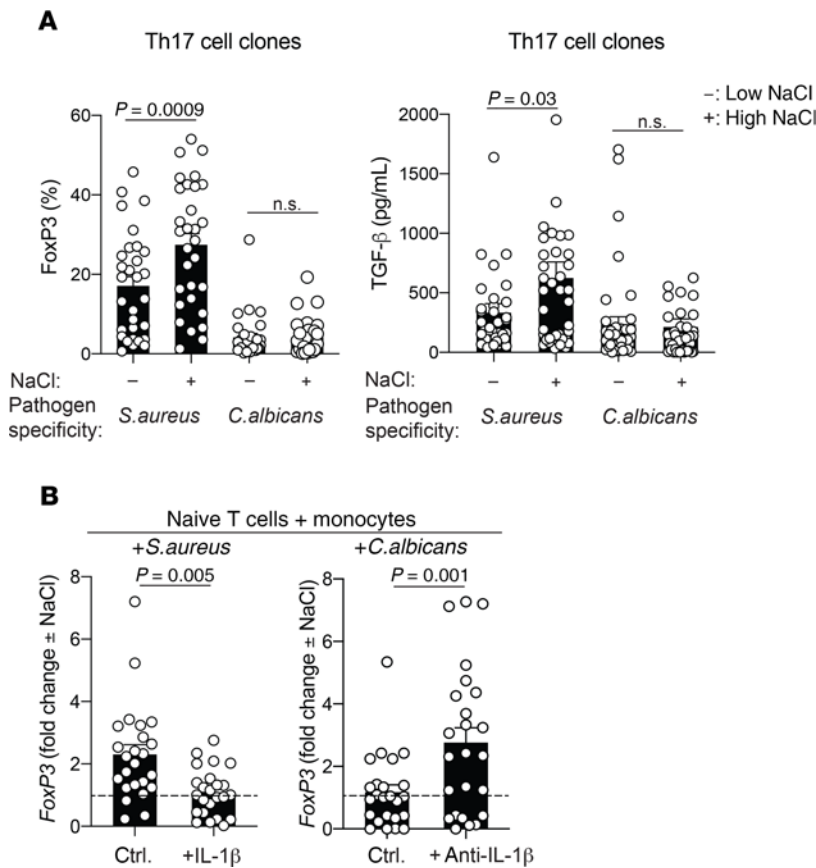 A
Th17 cell clones
Th17 cell clones
P = 0.0009
n.s.
FoxP3 (%)
60
40
20
0
NaCl: − + − +
Pathogen
specificity: S.aureus C.albicans
P = 0.03
n.s.
−: Low NaCl
+: High NaCl
TGF-β (pg/mL)
2000
1500
1000
500
0
NaCl: − + − +
Pathogen
specificity: S.aureus C.albicans
B
Naive T cells + monocytes
+S.aureus
+C.albicans
P = 0.005
FoxP3 (fold change ± NaCl)
8
6
4
2
0
Ctrl. +IL-1β
P = 0.001
FoxP3 (fold change ± NaCl)
8
6
4
2
0
Ctrl. + Anti-IL-1β